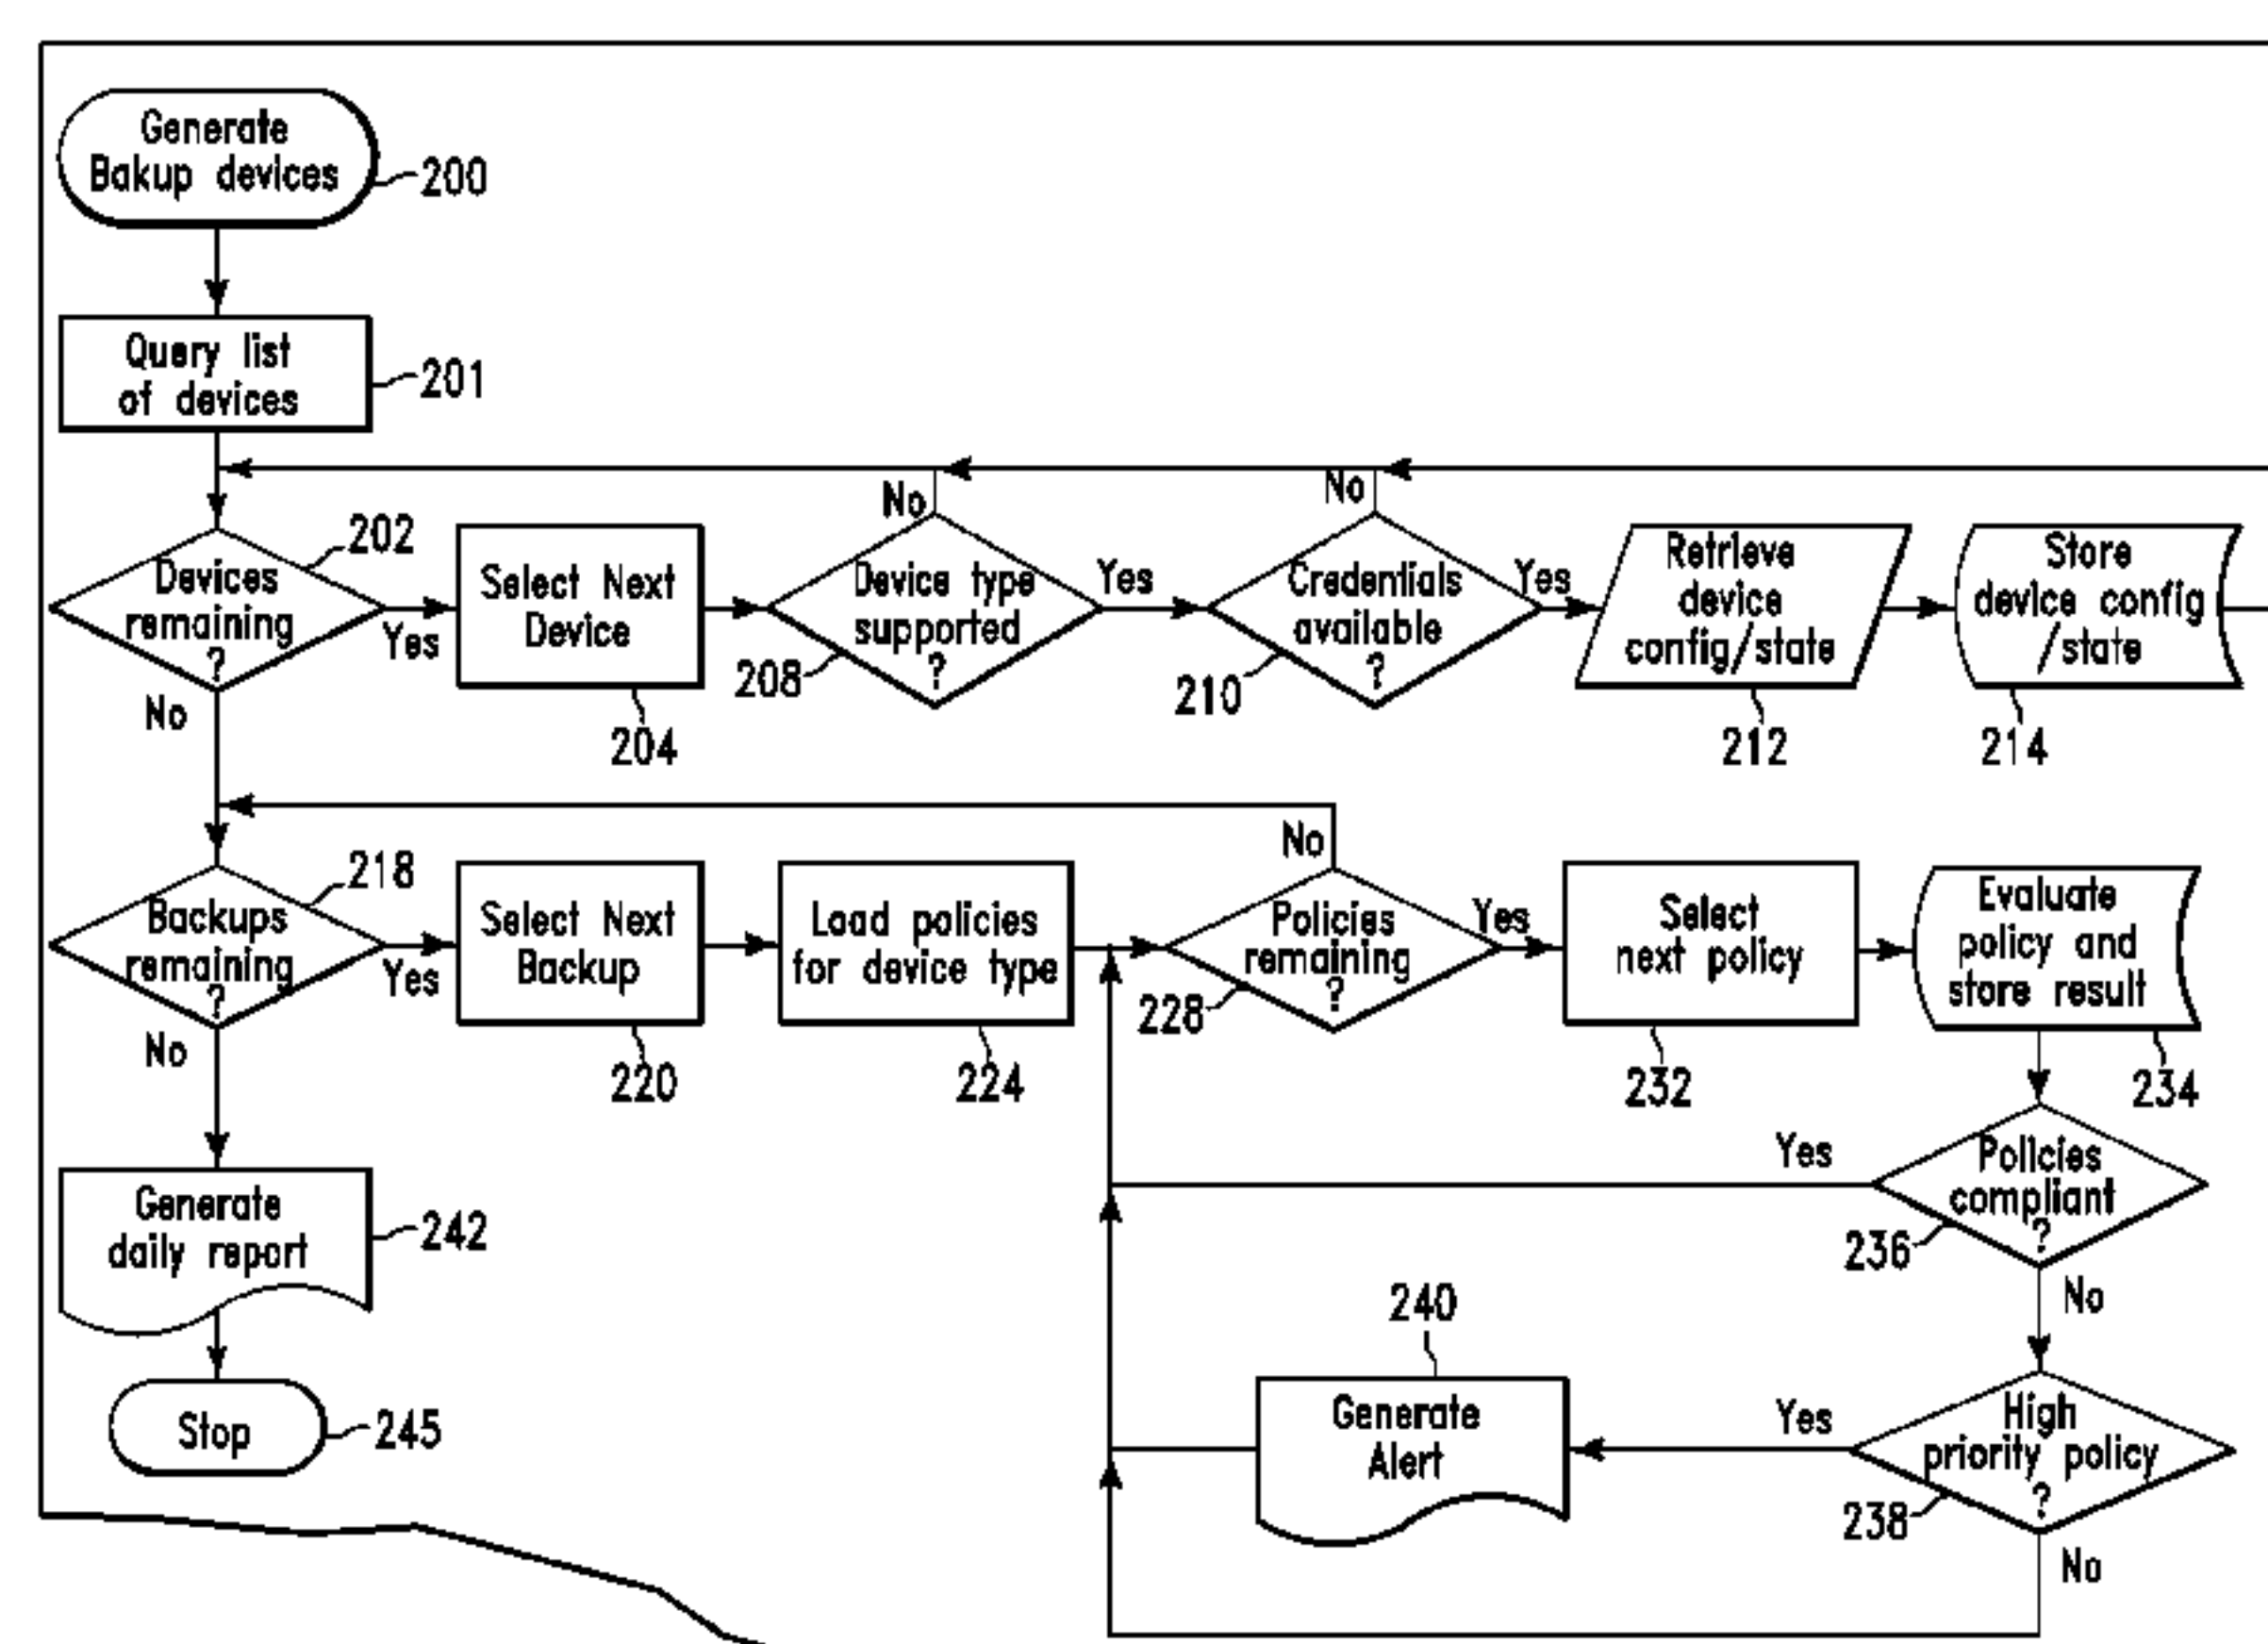 Generate
Bakup devices
200
Query list
of devices
201
No
No
202
Devices
remaining
?
Yes
Select Next
Device
Device type
supported
?
Yes
Credentials
available
?
Yes
Retrieve
device
config/state
Store
device config
/state
208
210
No
204
212
214
No
218
Backups
remaining
?
Yes
Select Next
Backup
Load policies
for device type
Policies
remaining
?
Yes
Select
next policy
Evaluate
policy and
store result
228
No
220
224
232
234
Yes
Policies
compliant
?
236
Generate
daily report
242
No
240
Generate
Alert
Yes
High
priority policy
?
238
Stop
245
No